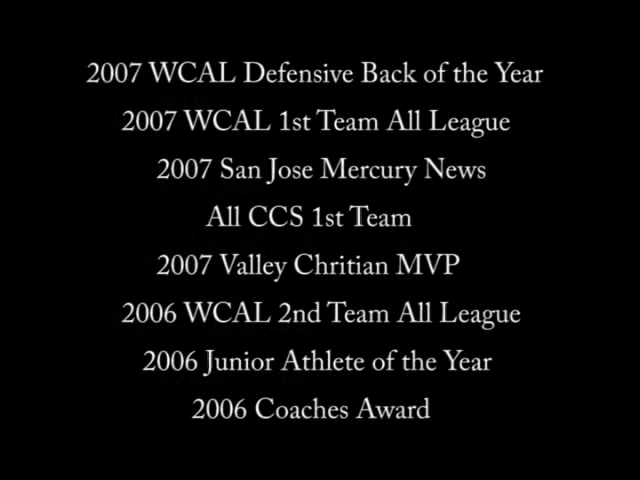 2007 WCAL Defensive Back of the Year
2007 WCAL 1st Team All League
2007 San Jose Mercury News
All CCS 1st Team
2007 Valley Chritian MVP
2006 WCAL 2nd Team All League
2006 Junior Athlete of the Year
2006 Coaches Award